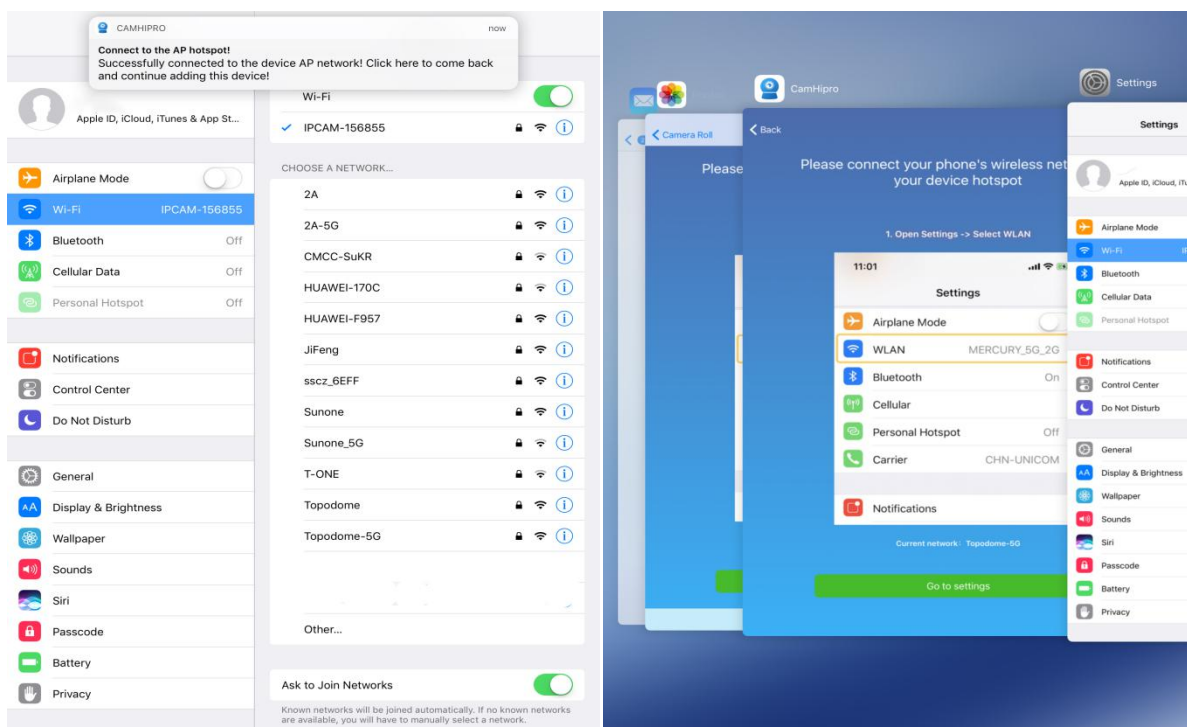 CAMHIPRO
now
Connect to the AP hotspot!
Successfully connected to the device AP network! Click here to come back
and continue adding this device!
Apple ID, iCloud, iTunes & App St...
Airplane Mode
Wi-Fi IPCAM-156855
Bluetooth Off
Cellular Data Off
Personal Hotspot Off
Notifications
Control Center
Do Not Disturb
General
Display & Brightness
Wallpaper
Sounds
Siri
Passcode
Battery
Privacy
Wi-Fi
IPCAM-156855
CHOOSE A NETWORK...
2A
2A-5G
CMCC-SuKR
HUAWEI-170C
HUAWEI-F957
JiFeng
sscz_6EFF
Sunone
Sunone_5G
T-ONE
Topodome
Topodome-5G
Other...
Ask to Join Networks
Known networks will be joined automatically. If no known networks
are available, you will have to manually select a network.
Camera Roll
Please
CamHipro
Back
Please connect your phone's wireless net
your device hotspot
1. Open Settings -> Select WLAN
11:01
Settings
Airplane Mode
WLAN MERCURY_5G_2G
Bluetooth On
Cellular
Personal Hotspot Off
Carrier CHN-UNICOM
Notifications
Current network: Topodome-5G
Go to settings
Settings
Settings
Apple ID, iCloud, iTu
Airplane Mode
Wi-Fi
Bluetooth
Cellular Data
Personal Hotspot
Notifications
Control Center
Do Not Disturb
General
Display & Brightness
Wallpaper
Sounds
Siri
Passcode
Battery
Privacy